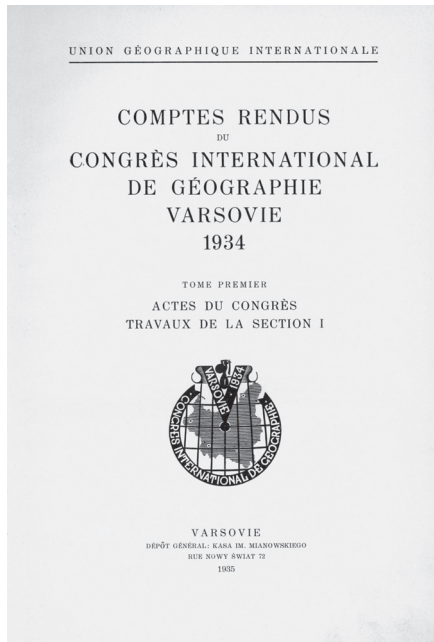 UNION GÉOGRAPHIQUE INTERNATIONALE
COMPTES RENDUS
DU
CONGRÈS INTERNATIONAL
DE GÉOGRAPHIE
VARSOVIE
1934
TOME PREMIER
ACTES DU CONGRÈS
TRAVAUX DE LA SECTION I
VARSOVIE 1934
CONGRÈS INTERNATIONAL DE GÉOGRAPHIE
VARSOVIE
DÉPÔT GÉNÉRAL: KASA IM. MIANOWSKIEGO
RUE NOWY ŚWIAT 72
1935